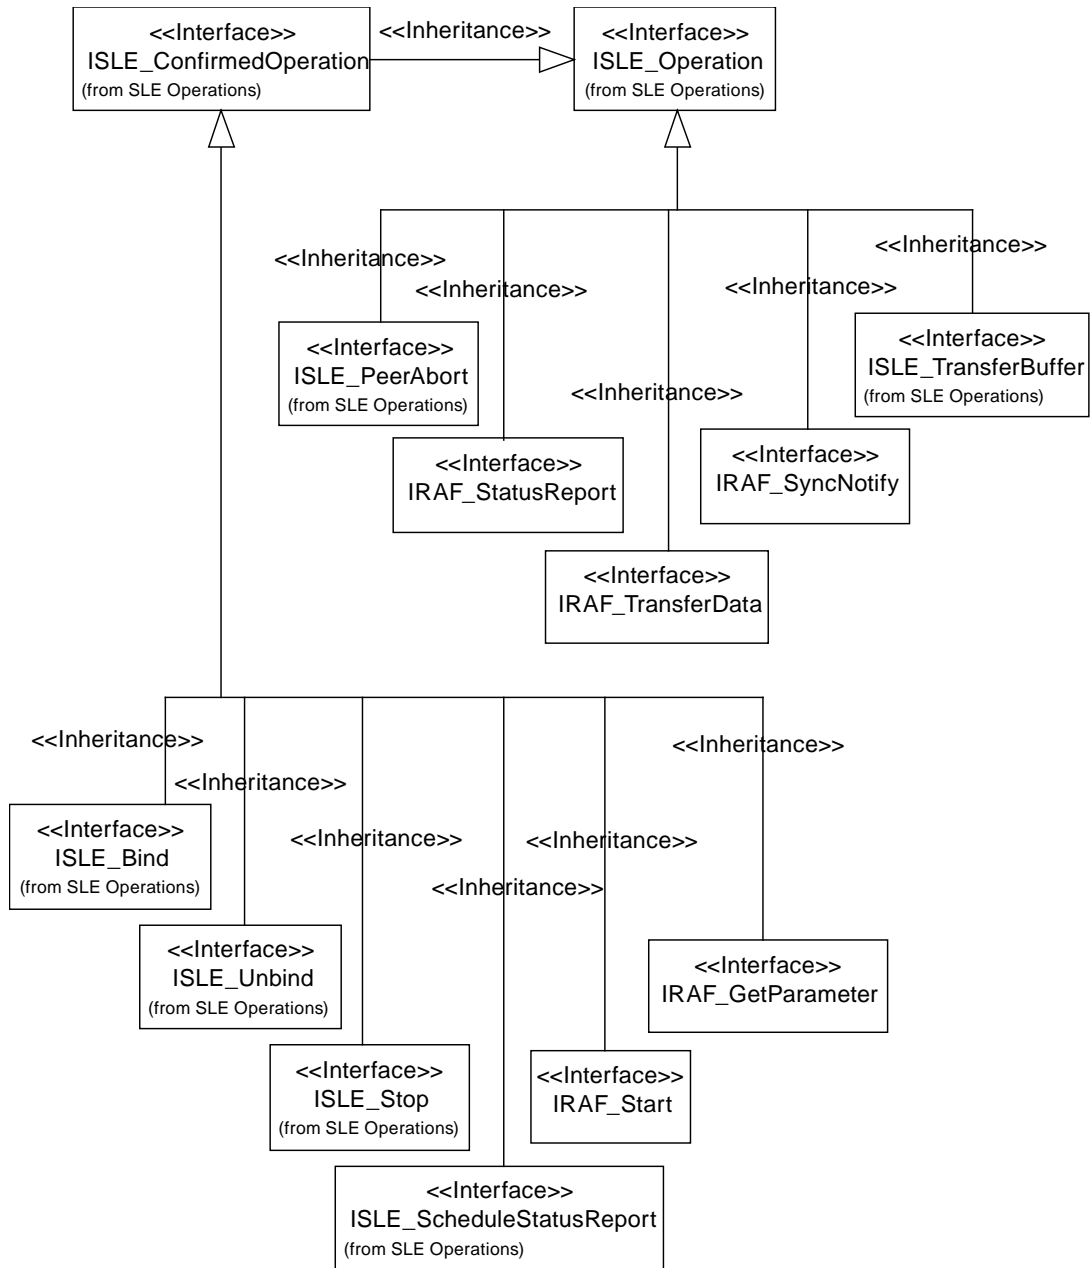 <<Interface>>
ISLE_ConfirmedOperation
(from SLE Operations)
<<Inheritance>>
<<Interface>>
ISLE_Operation
(from SLE Operations)
<<Inheritance>>
<<Inheritance>>
<<Inheritance>>
<<Inheritance>>
<<Inheritance>>
<<Interface>>
ISLE_PeerAbort
(from SLE Operations)
<<Interface>>
IRAF_StatusReport
<<Interface>>
IRAF_TransferData
<<Interface>>
IRAF_SyncNotify
<<Interface>>
ISLE_TransferBuffer
(from SLE Operations)
<<Inheritance>>
<<Inheritance>>
<<Inheritance>>
<<Inheritance>>
<<Inheritance>>
<<Inheritance>>
<<Interface>>
ISLE_Bind
(from SLE Operations)
<<Interface>>
ISLE_Unbind
(from SLE Operations)
<<Interface>>
ISLE_Stop
(from SLE Operations)
<<Interface>>
ISLE_ScheduleStatusReport
(from SLE Operations)
<<Interface>>
IRAF_Start
<<Interface>>
IRAF_GetParameter